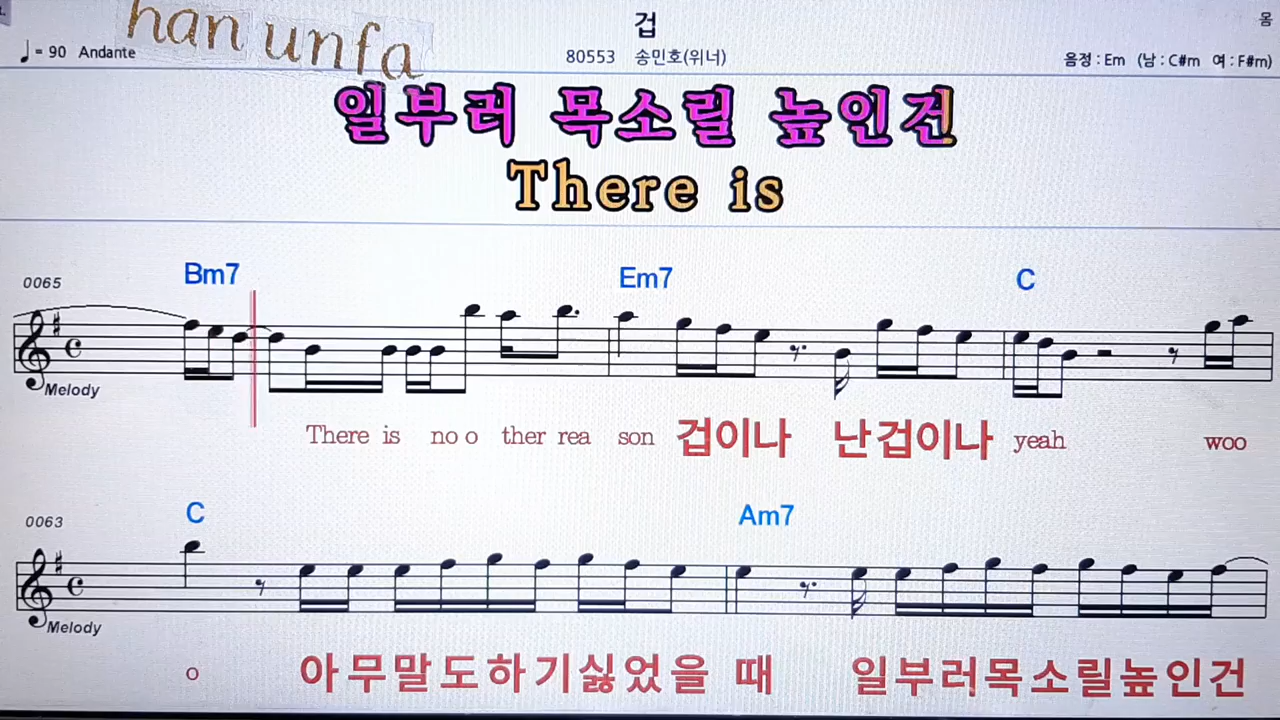 han unfa
겁
몸
♩ = 90 Andante
80553 송민호(위너)
음정 : Em (남 : C#m 여 : F#m)
일부러 목소릴 높인건
There is
0065
Bm7
Em7
C
Melody
There is no o ther rea son 겁이나 난겁이나 yeah woo
0063
C
Am7
Melody
o 아무말도하기싫었을 때 일부러목소릴높인건